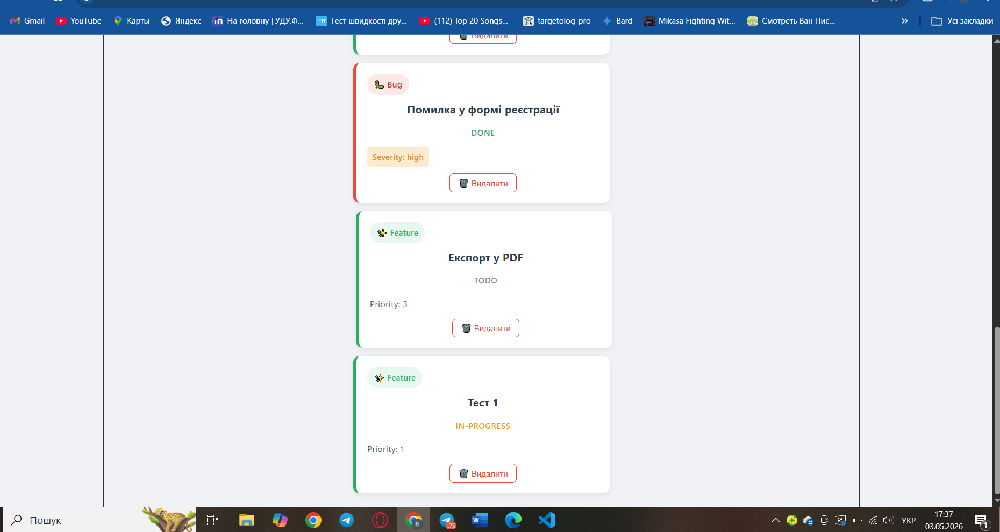 Gmail
YouTube
Карты
Яндекс
На головну | УДУ.Ф...
Тест швидкості дру...
(112) Top 20 Songs...
targetolog-pro
Bard
Mikasa Fighting Wit...
Смотреть Ван Пис...
Усі закладки
Видалити
Bug
Помилка у формі реєстрації
DONE
Severity: high
Видалити
Feature
Експорт у PDF
TODO
Priority: 3
Видалити
Feature
Тест 1
IN-PROGRESS
Priority: 1
Видалити
Пошук
B
..75
УКР
17:37
03.05.2026
1